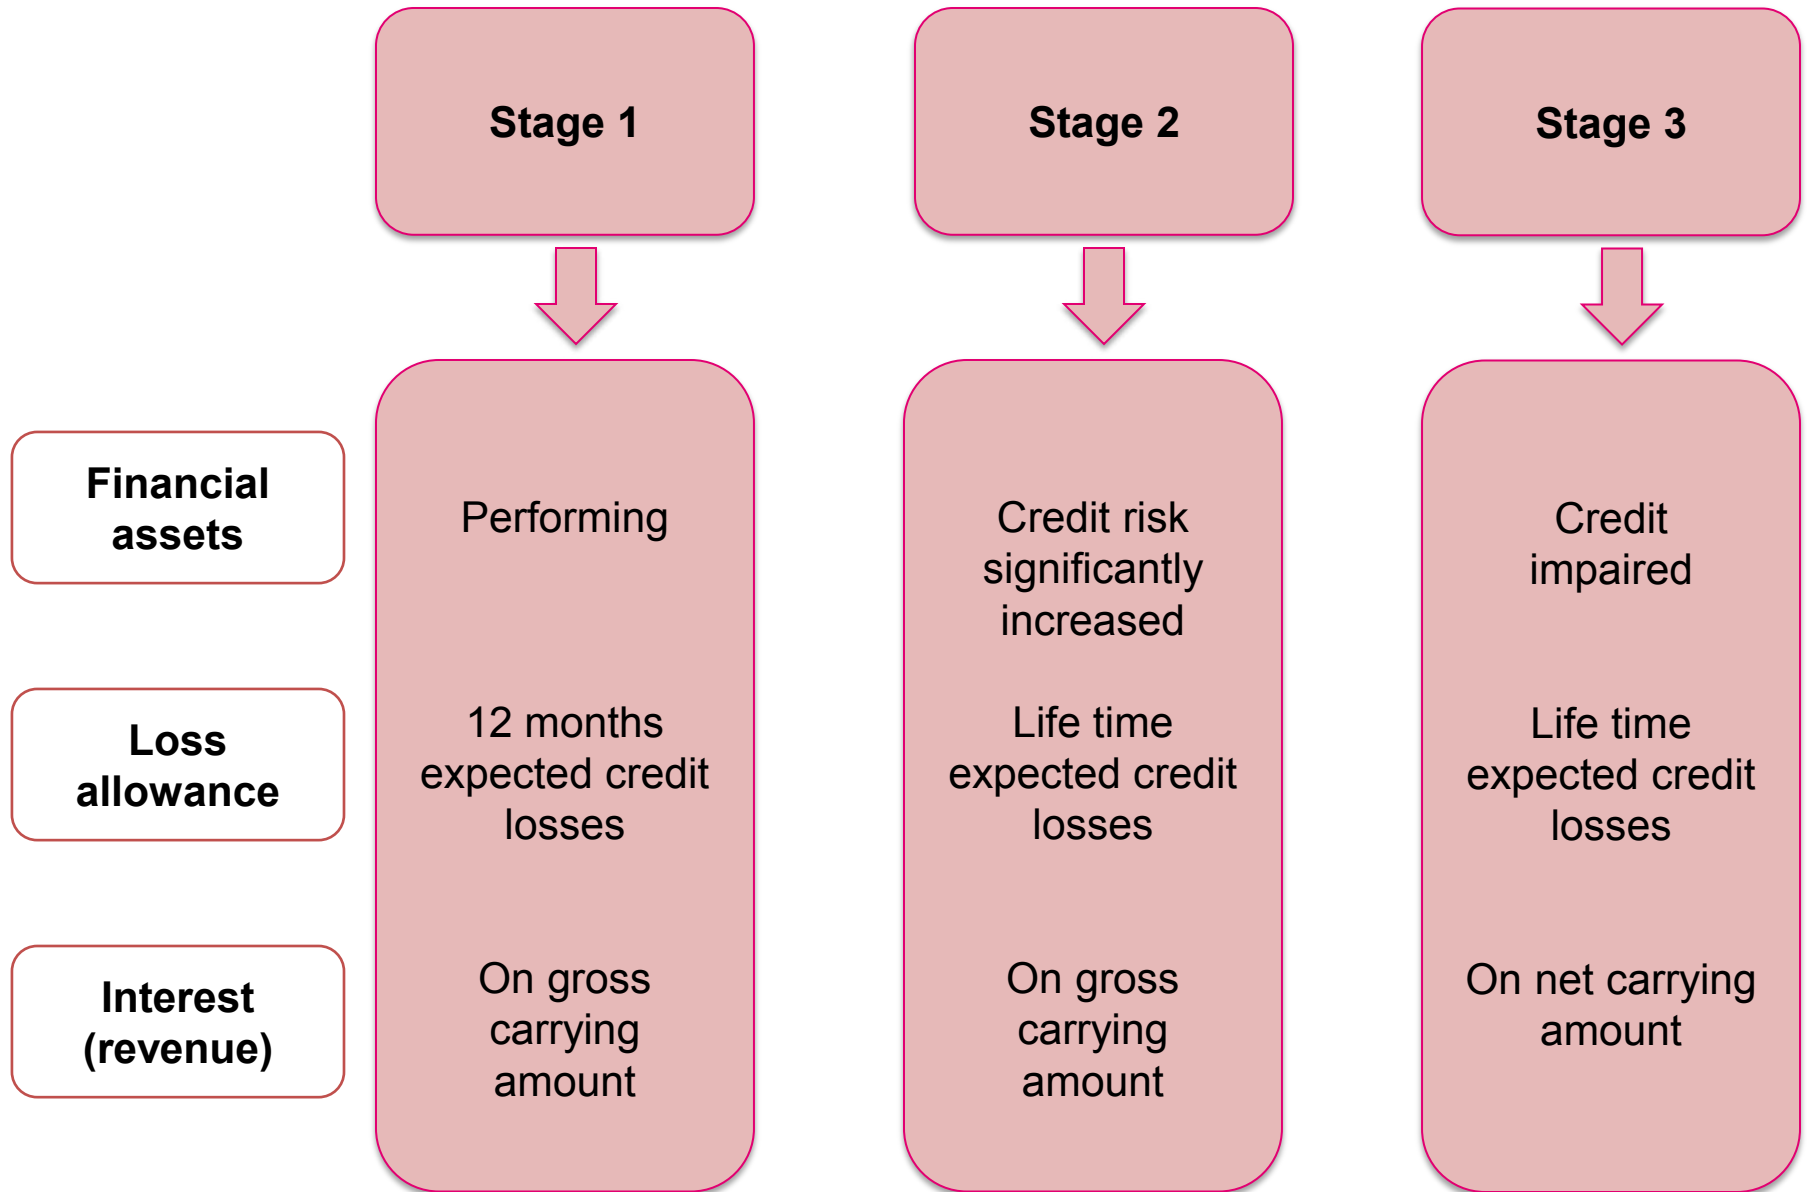 Stage 1
Stage 2
Stage 3
Financial
assets
Performing
Credit risk
significantly
increased
Credit
impaired
Loss
allowance
12 months
expected credit
losses
Life time
expected credit
losses
Life time
expected credit
losses
Interest
(revenue)
On gross
carrying
amount
On gross
carrying
amount
On net carrying
amount